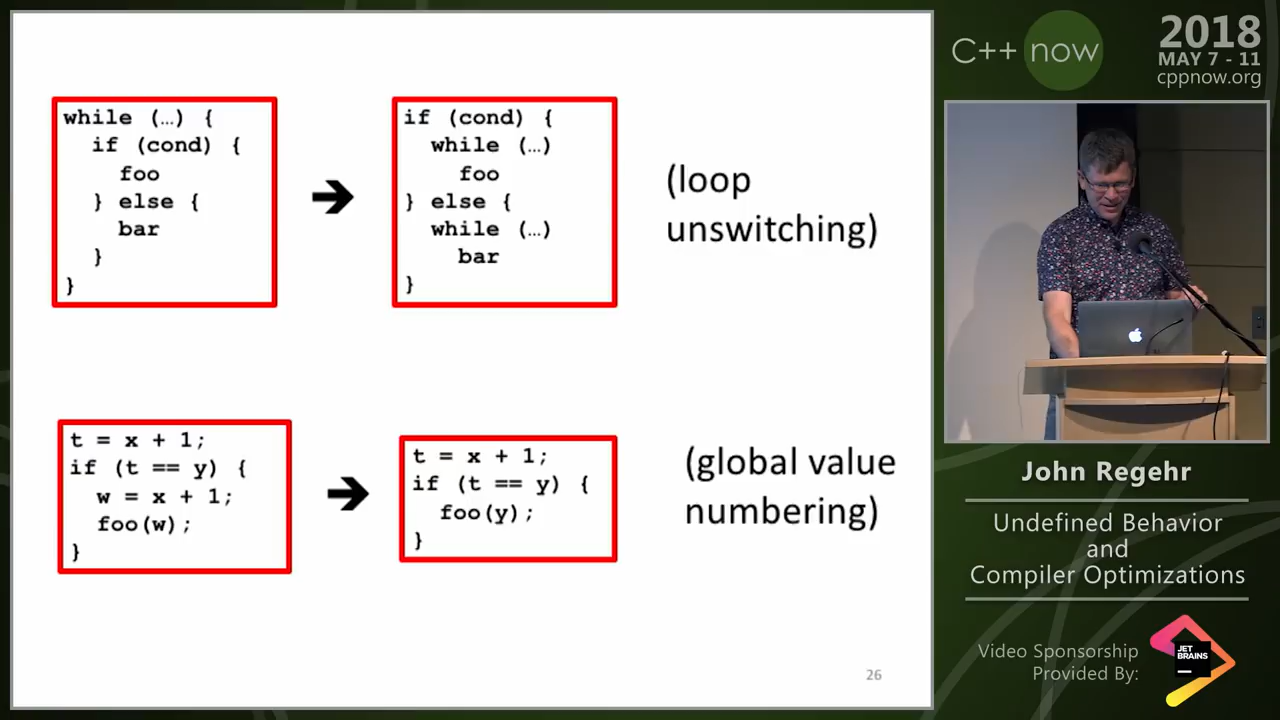 while (…) {
  if (cond) {
    foo
  } else {
    bar
  }
}
if (cond) {
  while (…)
    foo
} else {
  while (…)
    bar
}
(loop
unswitching)
t = x + 1;
if (t == y) {
  w = x + 1;
  foo(w);
}
t = x + 1;
if (t == y) {
  foo(y);
}
(global value
numbering)
26
C++ now
2018
MAY 7 - 11
cppnow.org
John Regehr
Undefined Behavior
and
Compiler Optimizations
Video Sponsorship
Provided By:
JET
BRAINS